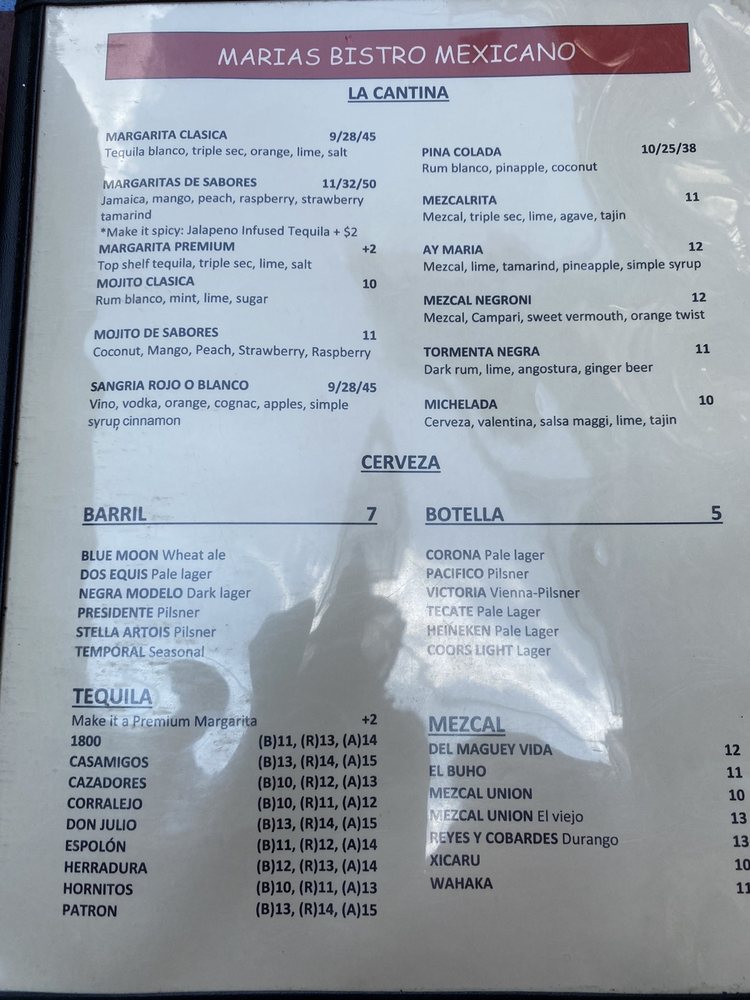 MARIAS BISTRO MEXICANO
LA CANTINA
MARGARITA CLASICA 9/28/45
Tequila blanco, triple sec, orange, lime, salt
MARGARITAS DE SABORES 11/32/50
Jamaica, mango, peach, raspberry, strawberry
tamarind
*Make it spicy: Jalapeno Infused Tequila + $2
MARGARITA PREMIUM +2
Top shelf tequila, triple sec, lime, salt
MOJITO CLASICA 10
Rum blanco, mint, lime, sugar
MOJITO DE SABORES 11
Coconut, Mango, Peach, Strawberry, Raspberry
SANGRIA ROJO O BLANCO 9/28/45
Vino, vodka, orange, cognac, apples, simple
syrup cinnamon
PINA COLADA 10/25/38
Rum blanco, pinapple, coconut
MEZCALRITA 11
Mezcal, triple sec, lime, agave, tajin
AY MARIA 12
Mezcal, lime, tamarind, pineapple, simple syrup
MEZCAL NEGRONI 12
Mezcal, Campari, sweet vermouth, orange twist
TORMENTA NEGRA 11
Dark rum, lime, angostura, ginger beer
MICHELADA 10
Cerveza, valentina, salsa maggi, lime, tajin
CERVEZA
BARRIL 7
BLUE MOON Wheat ale
DOS EQUIS Pale lager
NEGRA MODELO Dark lager
PRESIDENTE Pilsner
STELLA ARTOIS Pilsner
TEMPORAL Seasonal
BOTELLA 5
CORONA Pale lager
PACIFICO Pilsner
VICTORIA Vienna-Pilsner
TECATE Pale Lager
HEINEKEN Pale Lager
COORS LIGHT Lager
TEQUILA
Make it a Premium Margarita +2
1800 (B)11, (R)13, (A)14
CASAMIGOS (B)13, (R)14, (A)15
CAZADORES (B)10, (R)12, (A)13
CORRALEJO (B)10, (R)11, (A)12
DON JULIO (B)13, (R)14, (A)15
ESPOLÓN (B)11, (R)12, (A)14
HERRADURA (B)12, (R)13, (A)14
HORNITOS (B)10, (R)11, (A)13
PATRON (B)13, (R)14, (A)15
MEZCAL
DEL MAGUEY VIDA 12
EL BUHO 11
MEZCAL UNION 10
MEZCAL UNION El viejo 13
REYES Y COBARDES Durango 13
XICARU 10
WAHAKA 11